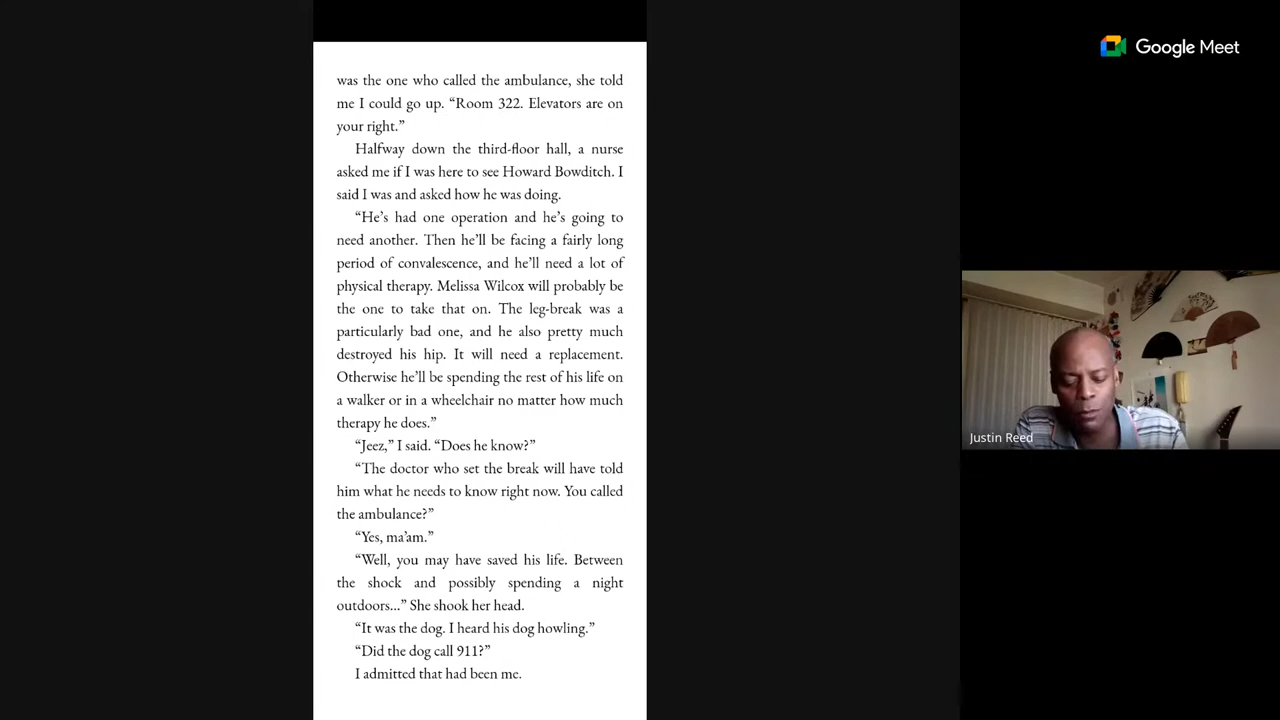 was the one who called the ambulance, she told
me I could go up. “Room 322. Elevators are on
your right.”
Halfway down the third-floor hall, a nurse
asked me if I was here to see Howard Bowditch. I
said I was and asked how he was doing.
“He’s had one operation and he’s going to
need another. Then he’ll be facing a fairly long
period of convalescence, and he’ll need a lot of
physical therapy. Melissa Wilcox will probably be
the one to take that on. The leg-break was a
particularly bad one, and he also pretty much
destroyed his hip. It will need a replacement.
Otherwise he’ll be spending the rest of his life on
a walker or in a wheelchair no matter how much
therapy he does.”
“Jeez,” I said. “Does he know?”
“The doctor who set the break will have told
him what he needs to know right now. You called
the ambulance?”
“Yes, ma’am.”
“Well, you may have saved his life. Between
the shock and possibly spending a night
outdoors…” She shook her head.
“It was the dog. I heard his dog howling.”
“Did the dog call 911?”
I admitted that had been me.
Google Meet
Justin Reed